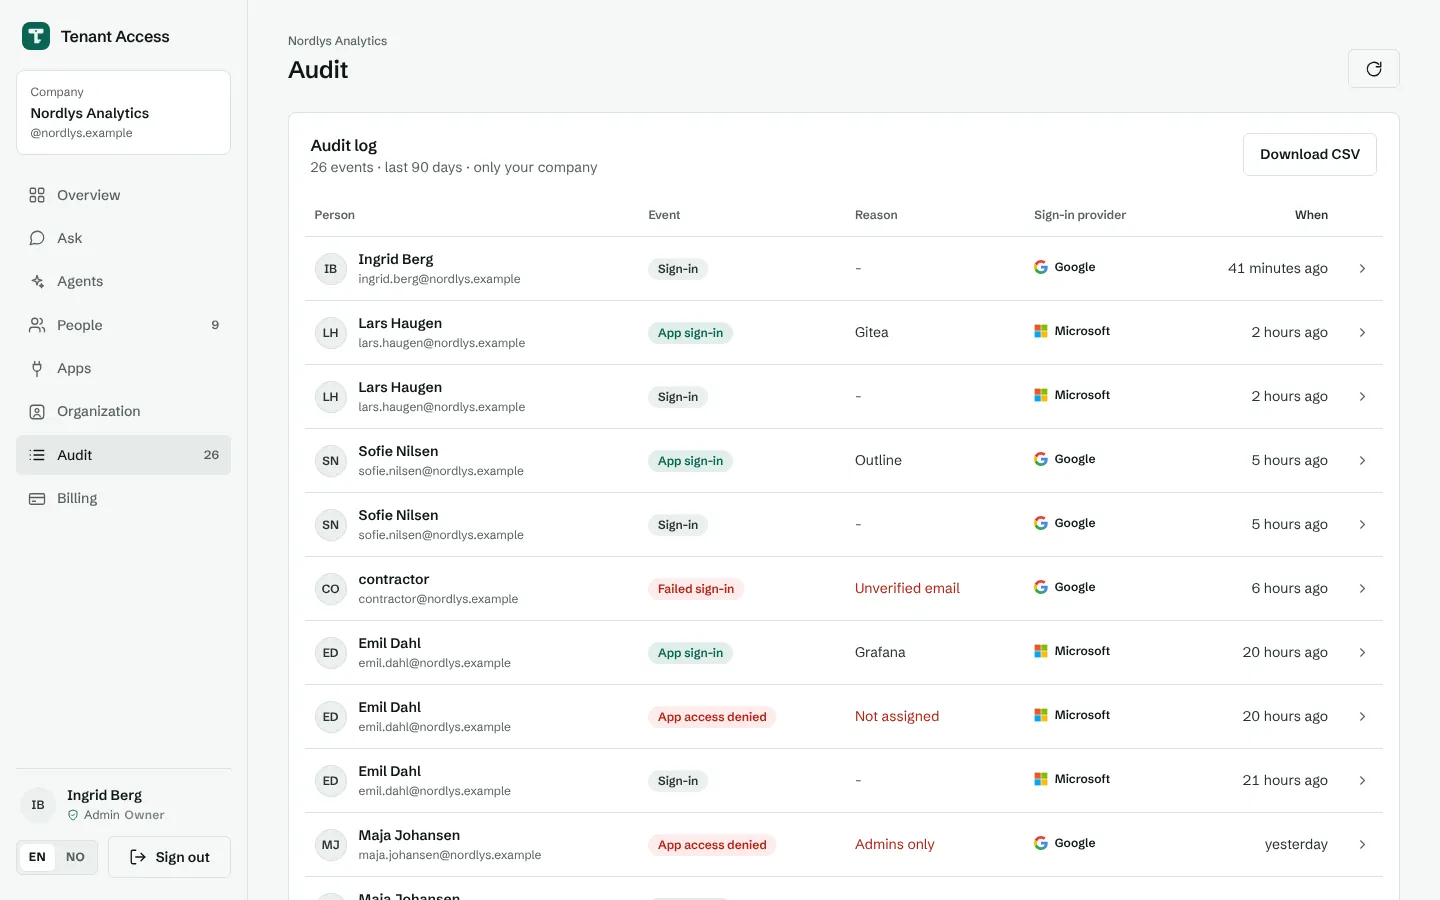 Tenant Access
Company
Nordlys Analytics
@nordlys.example
Overview
Ask
Agents
People 9
Apps
Organization
Audit 26
Billing
IB
Ingrid Berg
Admin Owner
EN NO
Sign out
Nordlys Analytics
Audit
Audit log
26 events · last 90 days · only your company
Download CSV
Person Event Reason Sign-in provider When
IB Ingrid Berg Sign-in - Google 41 minutes ago
ingrid.berg@nordlys.example
LH Lars Haugen App sign-in Gitea Microsoft 2 hours ago
lars.haugen@nordlys.example
LH Lars Haugen Sign-in - Microsoft 2 hours ago
lars.haugen@nordlys.example
SN Sofie Nilsen App sign-in Outline Google 5 hours ago
sofie.nilsen@nordlys.example
SN Sofie Nilsen Sign-in - Google 5 hours ago
sofie.nilsen@nordlys.example
CO contractor Failed sign-in Unverified email Google 6 hours ago
contractor@nordlys.example
ED Emil Dahl App sign-in Grafana Microsoft 20 hours ago
emil.dahl@nordlys.example
ED Emil Dahl App access denied Not assigned Microsoft 20 hours ago
emil.dahl@nordlys.example
ED Emil Dahl Sign-in - Microsoft 21 hours ago
emil.dahl@nordlys.example
MJ Maja Johansen App access denied Admins only Google yesterday
maja.johansen@nordlys.example
Maja Johansen